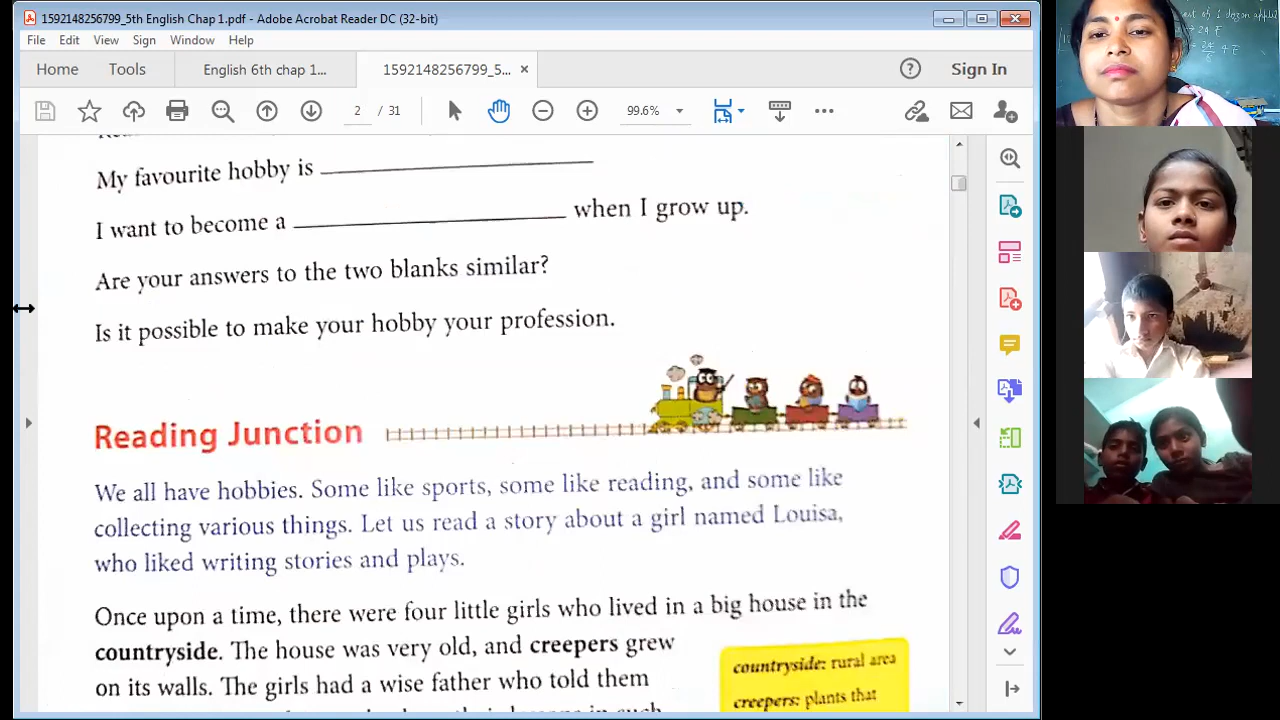 1592148256799_5th English Chap 1.pdf - Adobe Acrobat Reader DC (32-bit)
File Edit View Sign Window Help
Home Tools English 6th chap 1... 1592148256799_5... × Sign In
2 / 31 99.6%
My favourite hobby is
I want to become a when I grow up.
Are your answers to the two blanks similar?
Is it possible to make your hobby your profession.
Reading Junction
We all have hobbies. Some like sports, some like reading, and some like
collecting various things. Let us read a story about a girl named Louisa,
who liked writing stories and plays.
Once upon a time, there were four little girls who lived in a big house in the
countryside. The house was very old, and creepers grew
on its walls. The girls had a wise father who told them
countryside: rural area
creepers: plants that